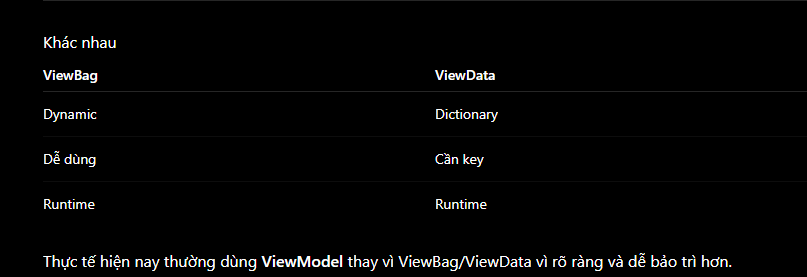 Khác nhau
ViewBag ViewData
Dynamic Dictionary
Dễ dùng Cần key
Runtime Runtime
Thực tế hiện nay thường dùng ViewModel thay vì ViewBag/ViewData vì rõ ràng và dễ bảo trì hơn.